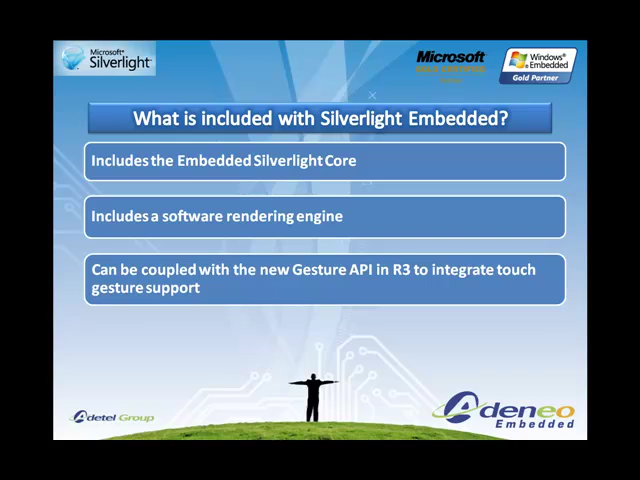 Microsoft®
Silverlight™
Microsoft
Windows®
Embedded
Gold Partner
What is included with Silverlight Embedded?
Includes the Embedded Silverlight Core
Includes a software rendering engine
Can be coupled with the new Gesture API in R3 to integrate touch
gesture support
Adetel Group
Adeneo
Embedded